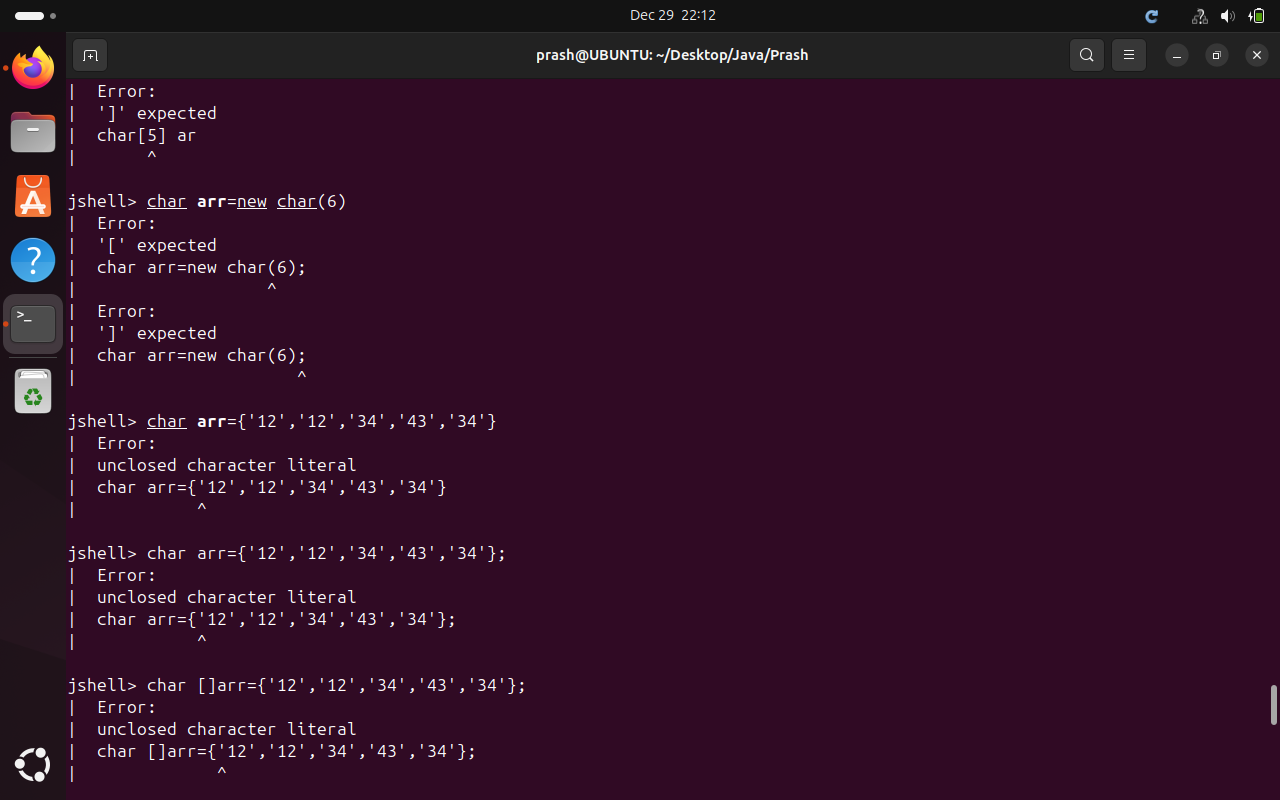 Dec 29 22:12
prash@UBUNTU: ~/Desktop/Java/Prash
|  Error:
|  ']' expected
|  char[5] ar
|       ^
jshell> char arr=new char(6)
|  Error:
|  '[' expected
|  char arr=new char(6);
|                   ^
|  Error:
|  ']' expected
|  char arr=new char(6);
|                      ^
jshell> char arr={'12','12','34','43','34'}
|  Error:
|  unclosed character literal
|  char arr={'12','12','34','43','34'}
|            ^
jshell> char arr={'12','12','34','43','34'};
|  Error:
|  unclosed character literal
|  char arr={'12','12','34','43','34'};
|            ^
jshell> char []arr={'12','12','34','43','34'};
|  Error:
|  unclosed character literal
|  char []arr={'12','12','34','43','34'};
|              ^